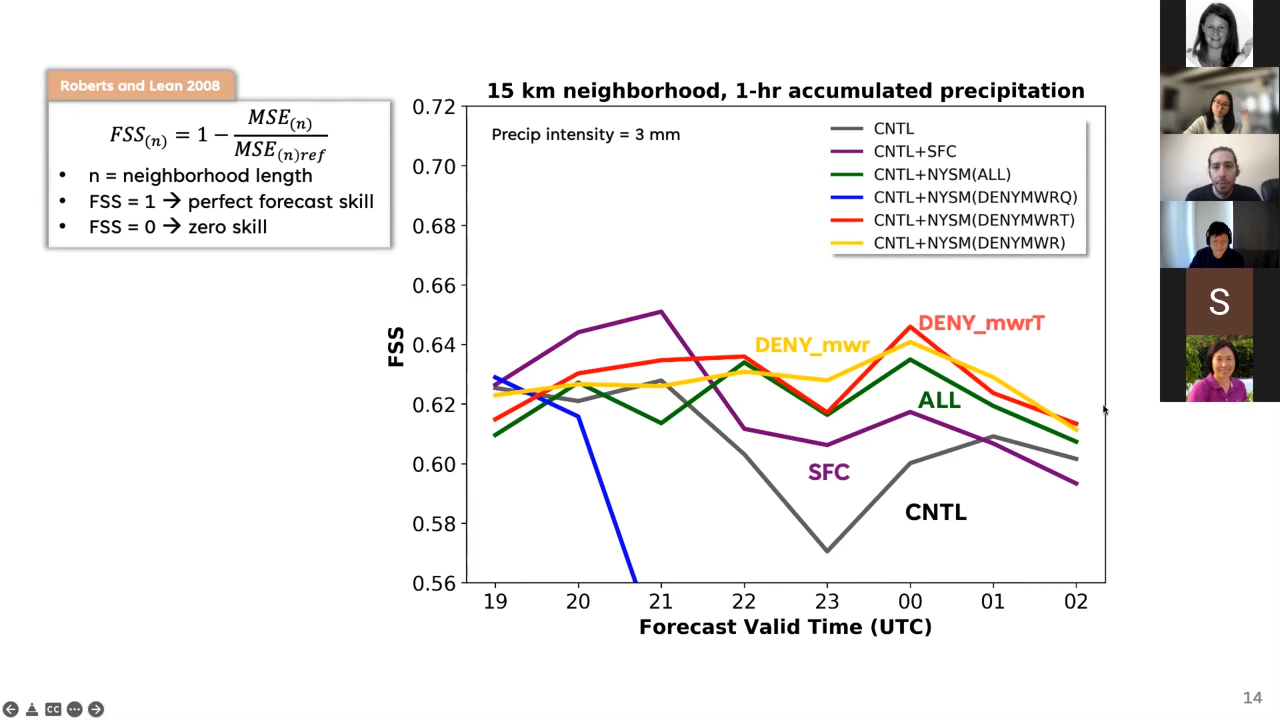 Roberts and Lean 2008
FSS(n) = 1 − MSE(n) / MSE(n)ref
• n = neighborhood length
• FSS = 1 → perfect forecast skill
• FSS = 0 → zero skill
15 km neighborhood, 1-hr accumulated precipitation
Precip intensity = 3 mm
CNTL
CNTL+SFC
CNTL+NYSM(ALL)
CNTL+NYSM(DENYMWRQ)
CNTL+NYSM(DENYMWRT)
CNTL+NYSM(DENYMWR)
0.72
0.70
0.68
0.66
0.64
0.62
0.60
0.58
0.56
FSS
DENY_mwrT
DENY_mwr
ALL
SFC
CNTL
19 20 21 22 23 00 01 02
Forecast Valid Time (UTC)
S
CC
14